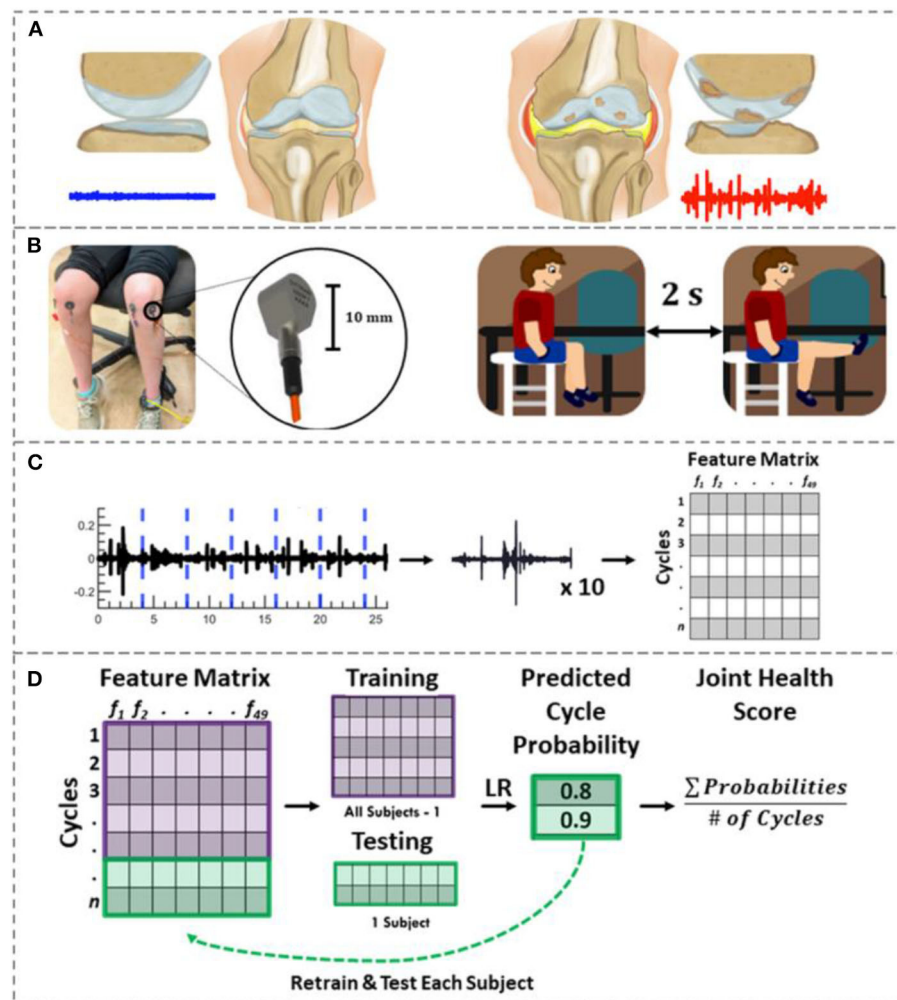 A
B
10 mm
2 s
C
Feature Matrix
f1 f2 . . . . f49
Cycles
1
2
3
.
.
.
n
0.2
0
-0.2
0 5 10 15 20 25
x 10
D
Feature Matrix
f1 f2 . . . . f49
Cycles
1
2
3
.
.
.
n
Training
All Subjects - 1
Testing
1 Subject
LR
Predicted
Cycle
Probability
0.8
0.9
Joint Health
Score
∑ Probabilities
# of Cycles
Retrain & Test Each Subject